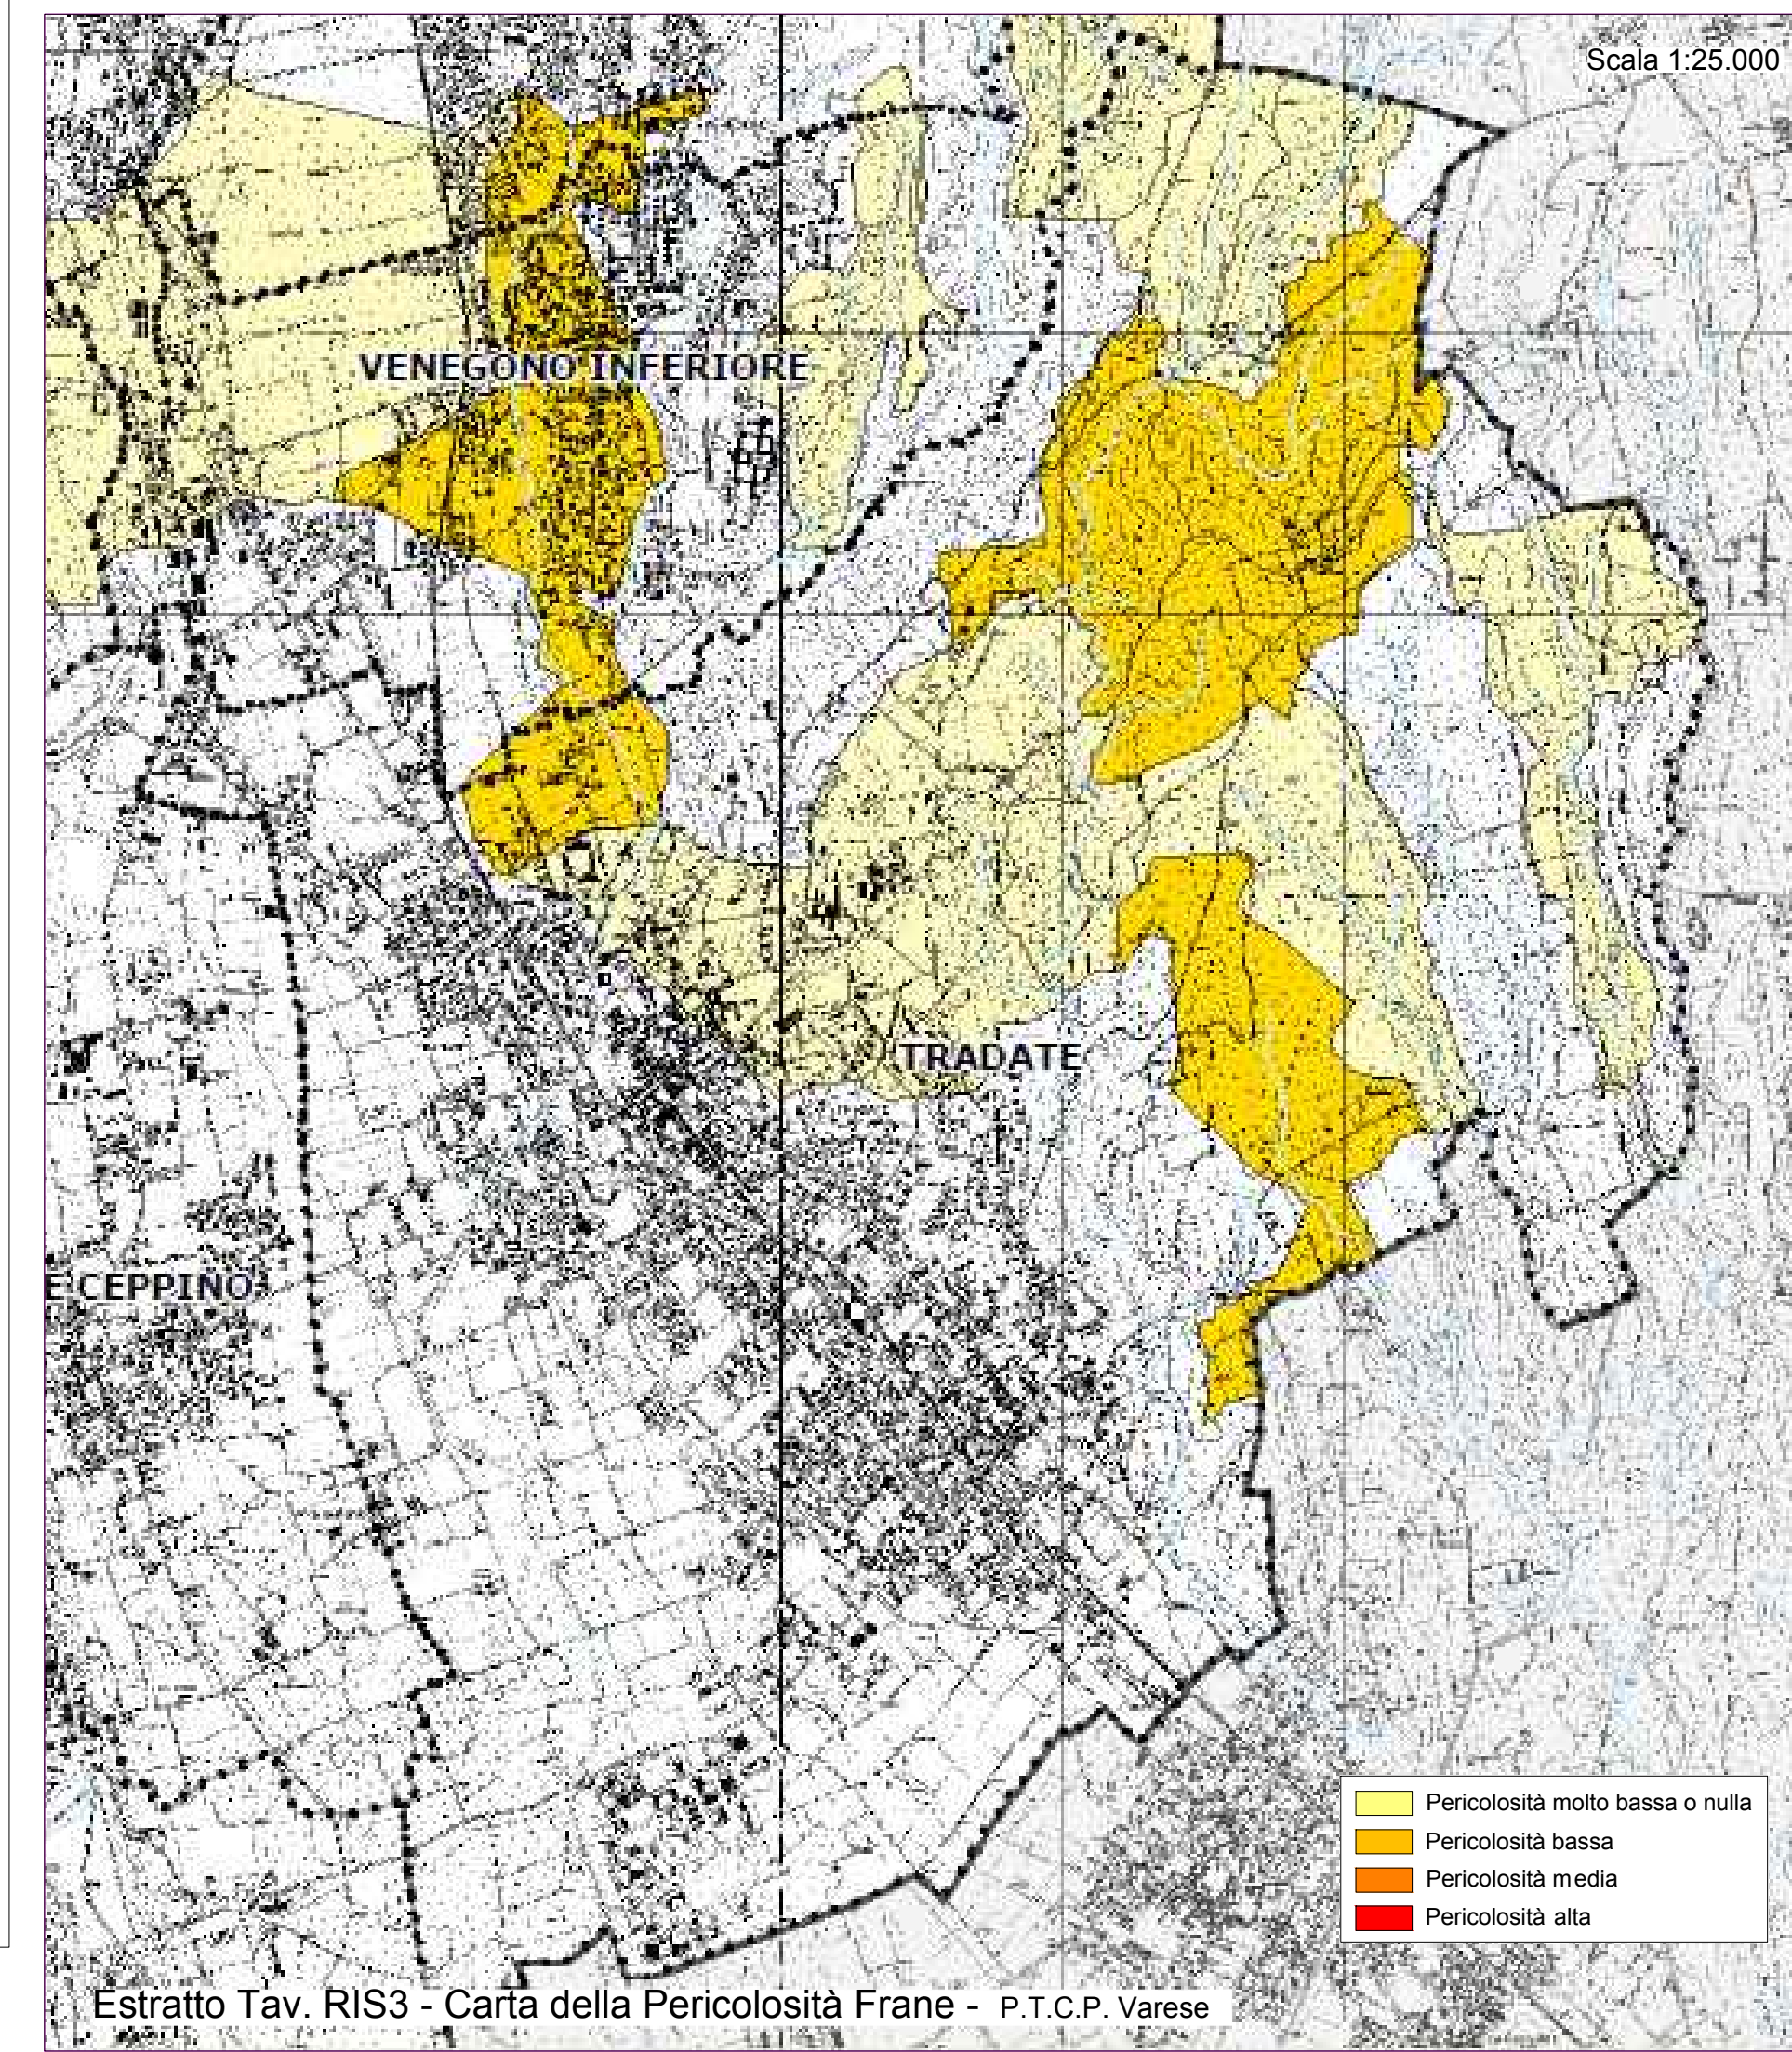 Scala 1:25.000
VENEGONO INFERIORE
TRADATE
E CEPPINO
Pericolosità molto bassa o nulla
Pericolosità bassa
Pericolosità media
Pericolosità alta
Estratto Tav. RIS3 - Carta della Pericolosità Frane - P.T.C.P. Varese